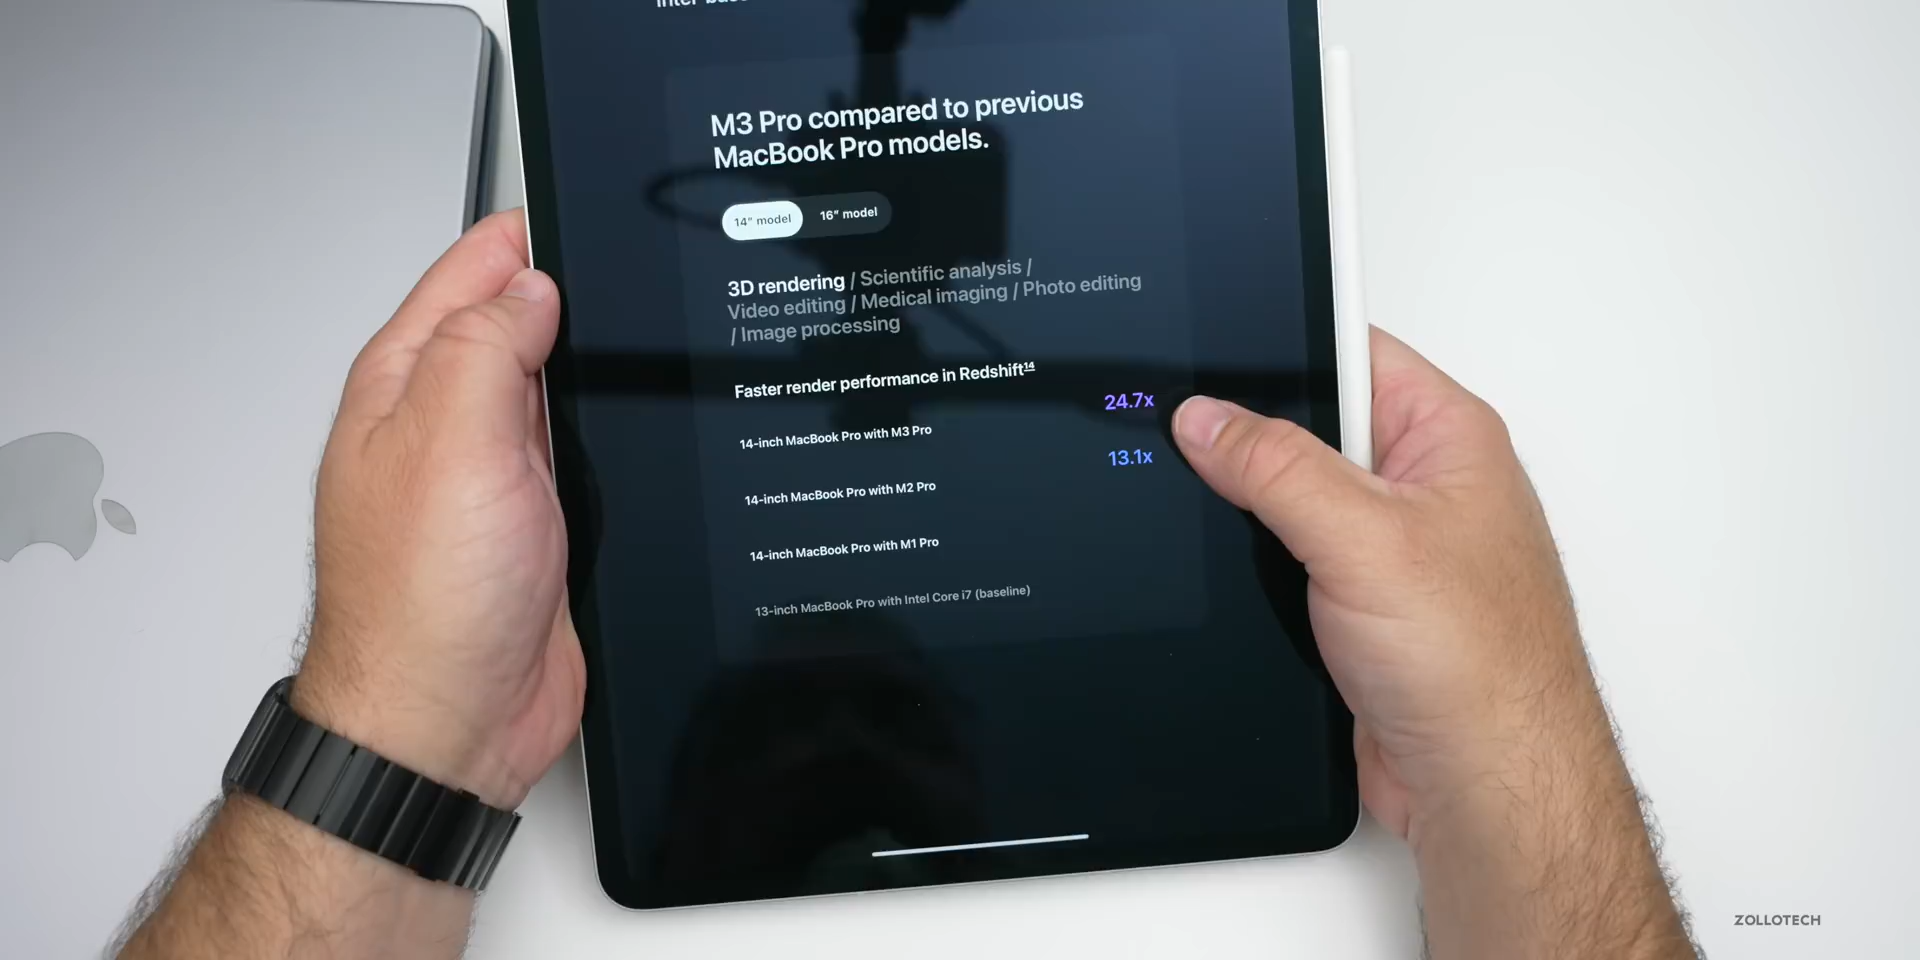 M3 Pro compared to previous
MacBook Pro models.
14" model
16" model
3D rendering / Scientific analysis /
Video editing / Medical imaging / Photo editing
/ Image processing
Faster render performance in Redshift14
24.7x
14-inch MacBook Pro with M3 Pro
13.1x
14-inch MacBook Pro with M2 Pro
14-inch MacBook Pro with M1 Pro
13-inch MacBook Pro with Intel Core i7 (baseline)
ZOLLOTECH